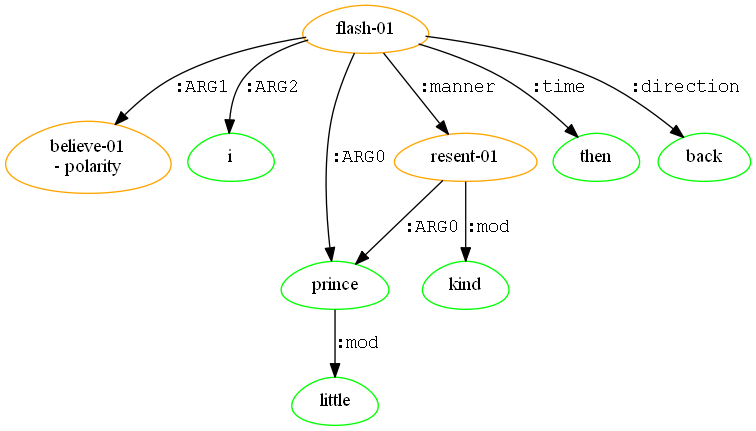 flash-01
:ARG1
:ARG2
:manner
:time
:direction
believe-01
- polarity
i
:ARG0
resent-01
then
back
:ARG0
:mod
prince
kind
:mod
little